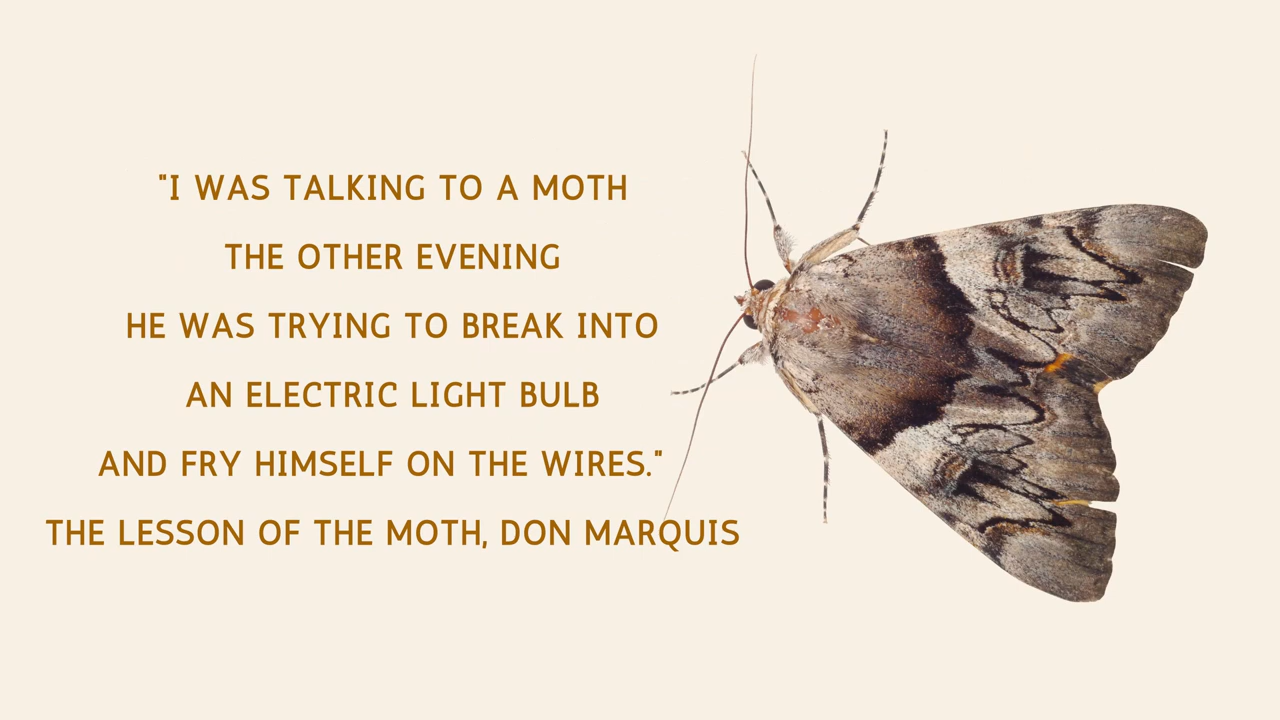 "I WAS TALKING TO A MOTH
THE OTHER EVENING
HE WAS TRYING TO BREAK INTO
AN ELECTRIC LIGHT BULB
AND FRY HIMSELF ON THE WIRES."
THE LESSON OF THE MOTH, DON MARQUIS